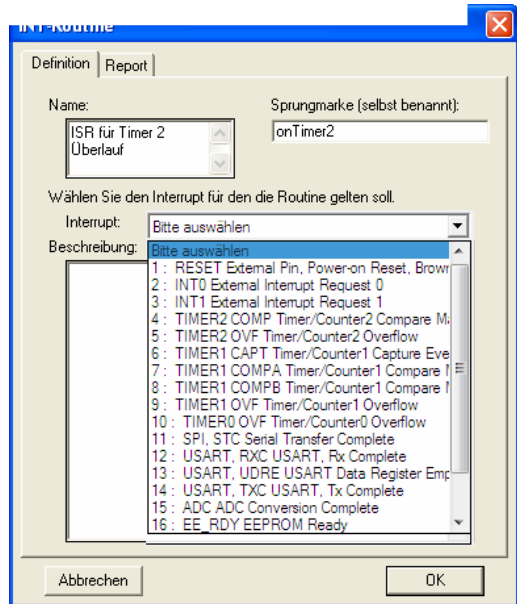 INT-Routine
Definition
Report
Name:
Sprungmarke (selbst benannt):
ISR für Timer 2
Überlauf
onTimer2
Wählen Sie den Interrupt für den die Routine gelten soll.
Interrupt:
Bitte auswählen
Beschreibung:
Bitte auswählen
1 : RESET External Pin, Power-on Reset, Brown
2 : INT0 External Interrupt Request 0
3 : INT1 External Interrupt Request 1
4 : TIMER2 COMP Timer/Counter2 Compare Ma
5 : TIMER2 OVF Timer/Counter2 Overflow
6 : TIMER1 CAPT Timer/Counter1 Capture Eve
7 : TIMER1 COMPA Timer/Counter1 Compare M
8 : TIMER1 COMPB Timer/Counter1 Compare M
9 : TIMER1 OVF Timer/Counter1 Overflow
10 : TIMER0 OVF Timer/Counter0 Overflow
11 : SPI, STC Serial Transfer Complete
12 : USART, RXC USART, Rx Complete
13 : USART, UDRE USART Data Register Emp
14 : USART, TXC USART, Tx Complete
15 : ADC ADC Conversion Complete
16 : EE_RDY EEPROM Ready
Abbrechen
OK